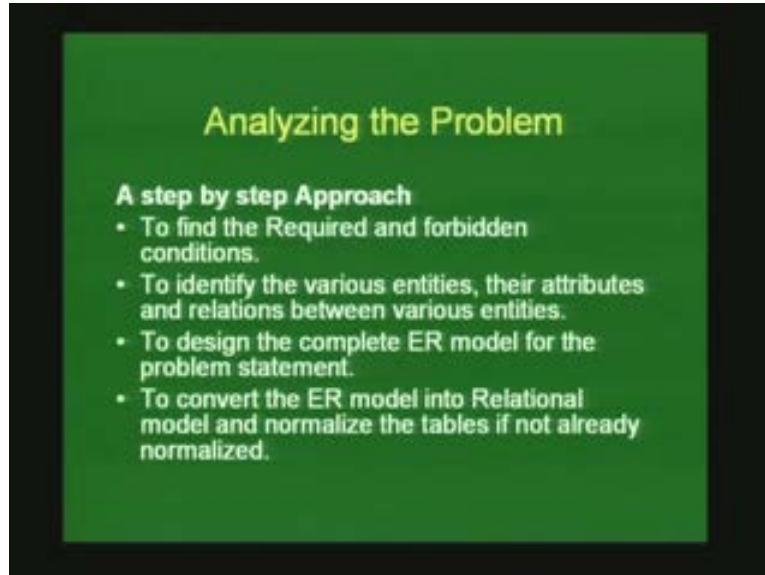 Analyzing the Problem
A step by step Approach
• To find the Required and forbidden
conditions.
• To identify the various entities, their attributes
and relations between various entities.
• To design the complete ER model for the
problem statement.
• To convert the ER model into Relational
model and normalize the tables if not already
normalized.